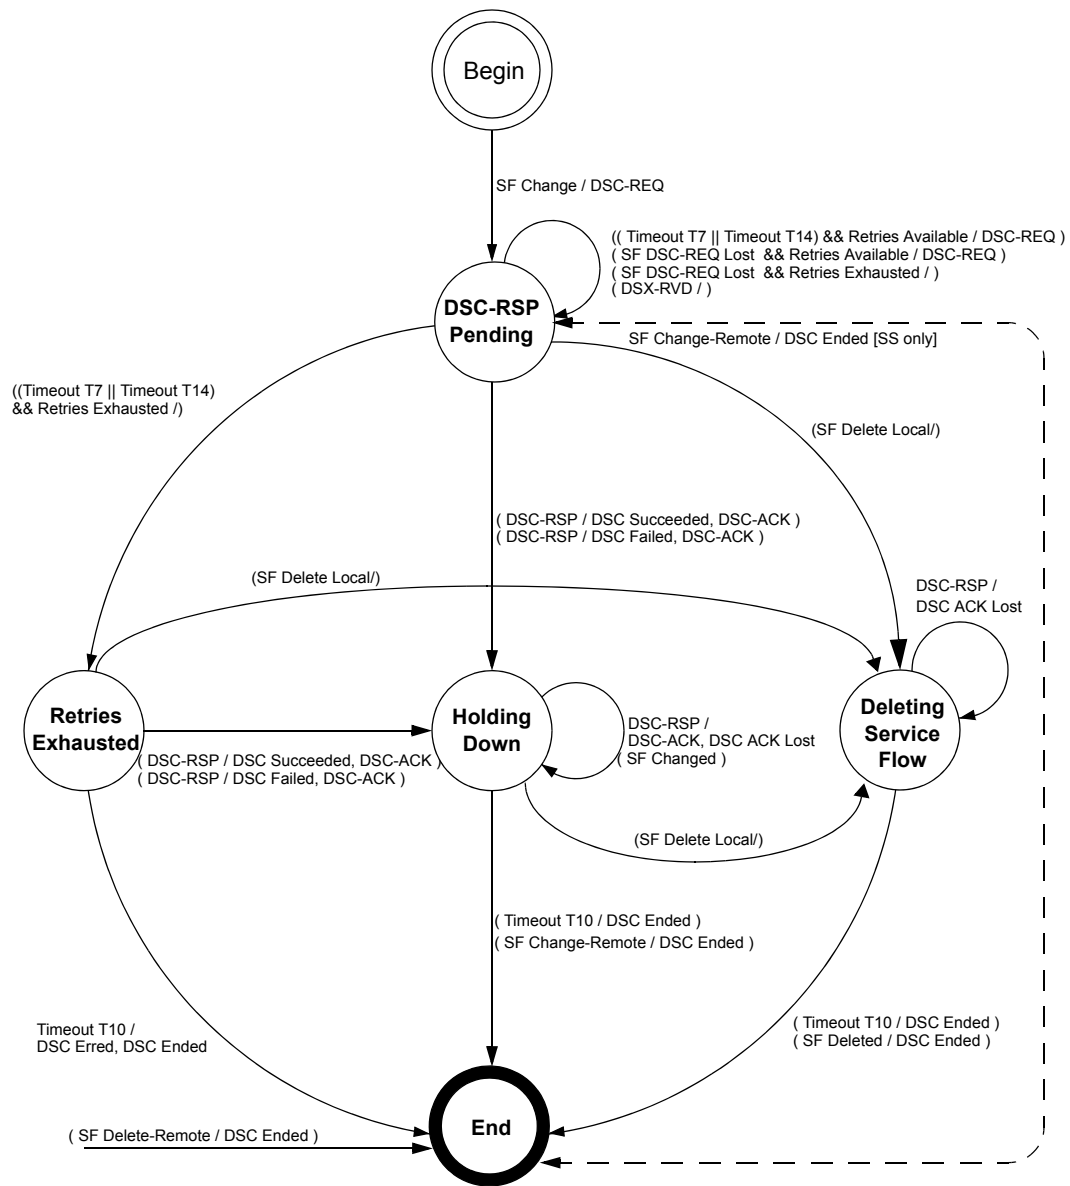 Begin
SF Change / DSC-REQ
(( Timeout T7 || Timeout T14) && Retries Available / DSC-REQ )
( SF DSC-REQ Lost && Retries Available / DSC-REQ )
( SF DSC-REQ Lost && Retries Exhausted / )
( DSX-RVD / )
DSC-RSP
Pending
SF Change-Remote / DSC Ended [SS only]
((Timeout T7 || Timeout T14)
&& Retries Exhausted /)
(SF Delete Local/)
( DSC-RSP / DSC Succeeded, DSC-ACK )
( DSC-RSP / DSC Failed, DSC-ACK )
(SF Delete Local/)
DSC-RSP /
DSC ACK Lost
Retries
Exhausted
( DSC-RSP / DSC Succeeded, DSC-ACK )
( DSC-RSP / DSC Failed, DSC-ACK )
Holding
Down
DSC-RSP /
DSC-ACK, DSC ACK Lost
( SF Changed )
Deleting
Service
Flow
(SF Delete Local/)
( Timeout T10 / DSC Ended )
( SF Change-Remote / DSC Ended )
Timeout T10 /
DSC Erred, DSC Ended
( Timeout T10 / DSC Ended )
( SF Deleted / DSC Ended )
( SF Delete-Remote / DSC Ended )
End